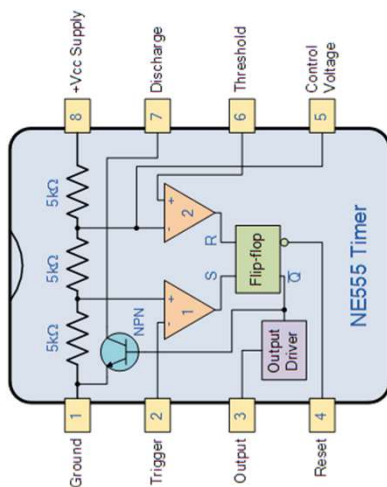 +Vcc Supply
Discharge
Threshold
Control
Voltage
8
7
6
5
5kΩ
5kΩ
5kΩ
NPN
+
-
2
+
-
1
R
S
Flip-flop
Q
Output
Driver
NE555 Timer
1
2
3
4
Ground
Trigger
Output
Reset